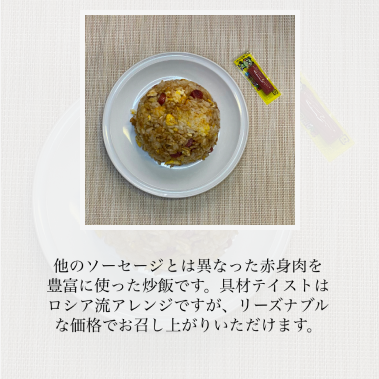 他のソーセージとは異なった赤身肉を
豊富に使った炒飯です。具材テイストは
ロシア流アレンジですが、リーズナブル
な価格でお召し上がりいただけます。